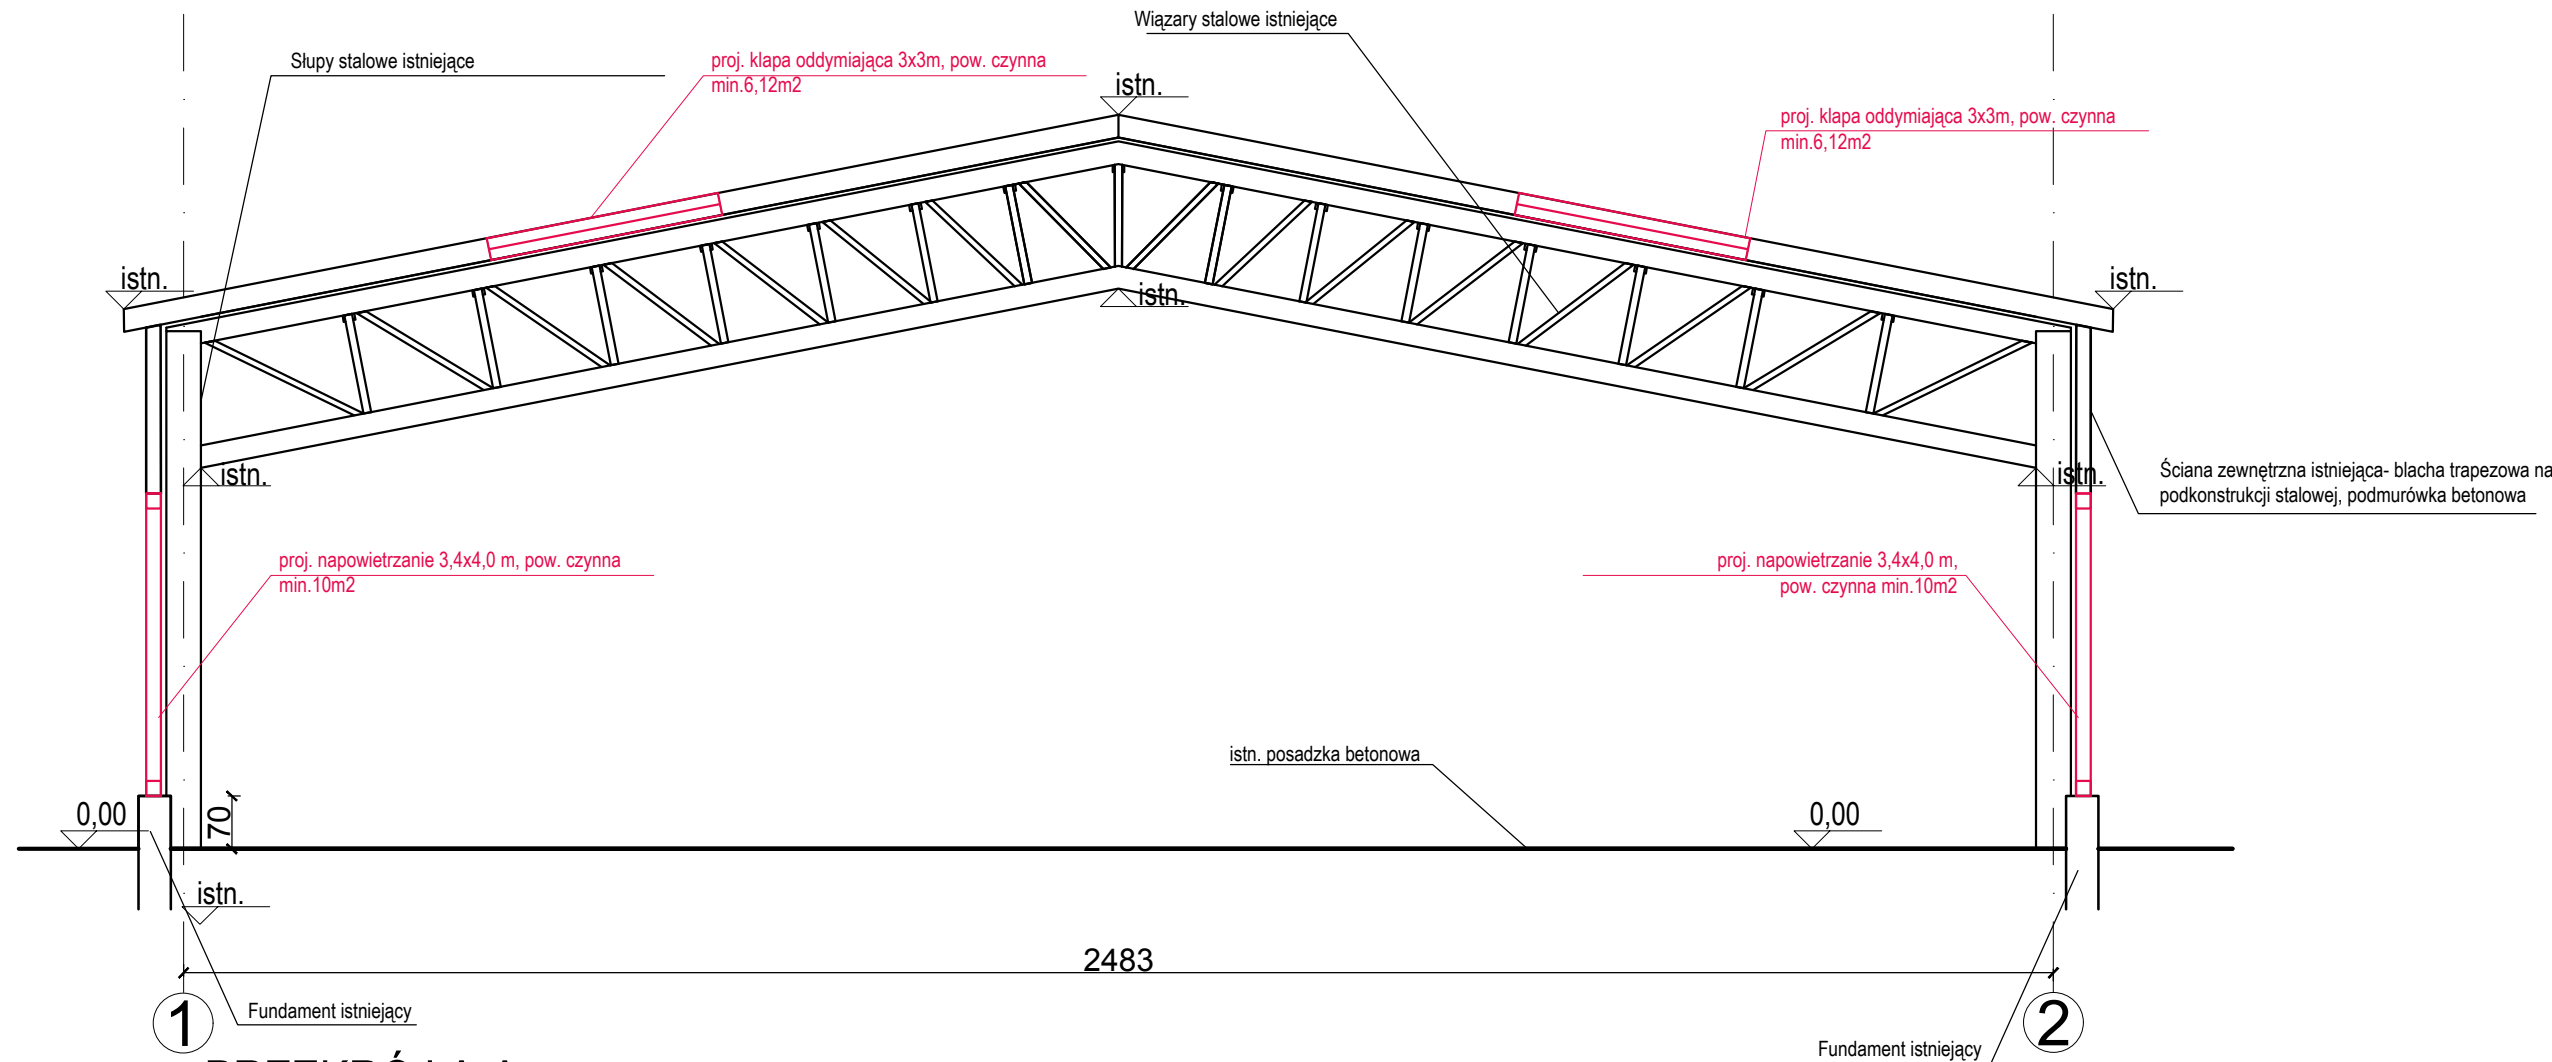 Wiązary stalowe istniejące
Słupy stalowe istniejące
proj. klapa oddymiająca 3x3m, pow. czynna
min.6,12m2
istn.
proj. klapa oddymiająca 3x3m, pow. czynna
min.6,12m2
istn.
istn.
istn.
istn.
istn.
Ściana zewnętrzna istniejąca- blacha trapezowa na
podkonstrukcji stalowej, podmurówka betonowa
proj. napowietrzanie 3,4x4,0 m, pow. czynna
min.10m2
proj. napowietrzanie 3,4x4,0 m,
pow. czynna min.10m2
istn. posadzka betonowa
0,00
70
0,00
istn.
2483
1
Fundament istniejący
2
Fundament istniejący